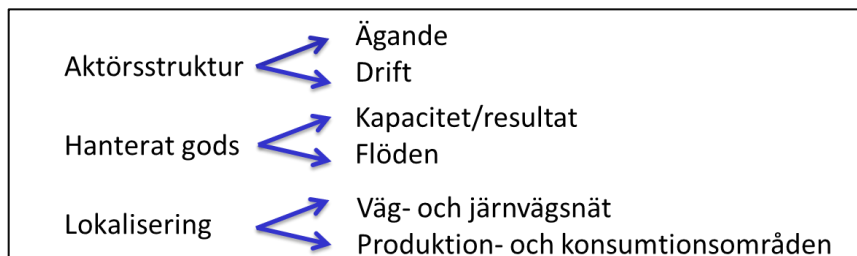 Aktörsstruktur
Ägande
Drift
Hanterat gods
Kapacitet/resultat
Flöden
Lokalisering
Väg- och järnvägsnät
Produktion- och konsumtionsområden